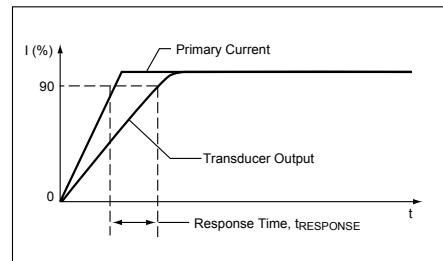 I (%)
Primary Current
90
Transducer Output
0
t
Response Time, tRESPONSE